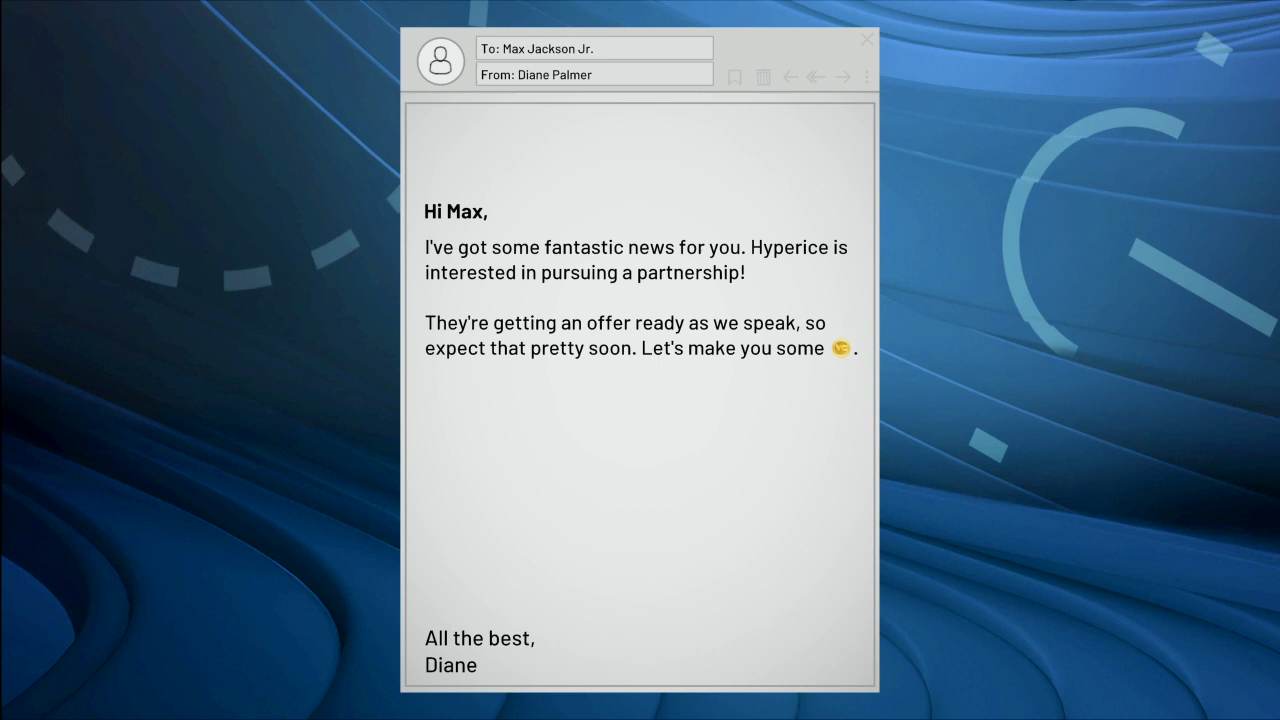 To: Max Jackson Jr.
From: Diane Palmer
Hi Max,
I've got some fantastic news for you. Hyperice is
interested in pursuing a partnership!
They're getting an offer ready as we speak, so
expect that pretty soon. Let's make you some VC.
All the best,
Diane